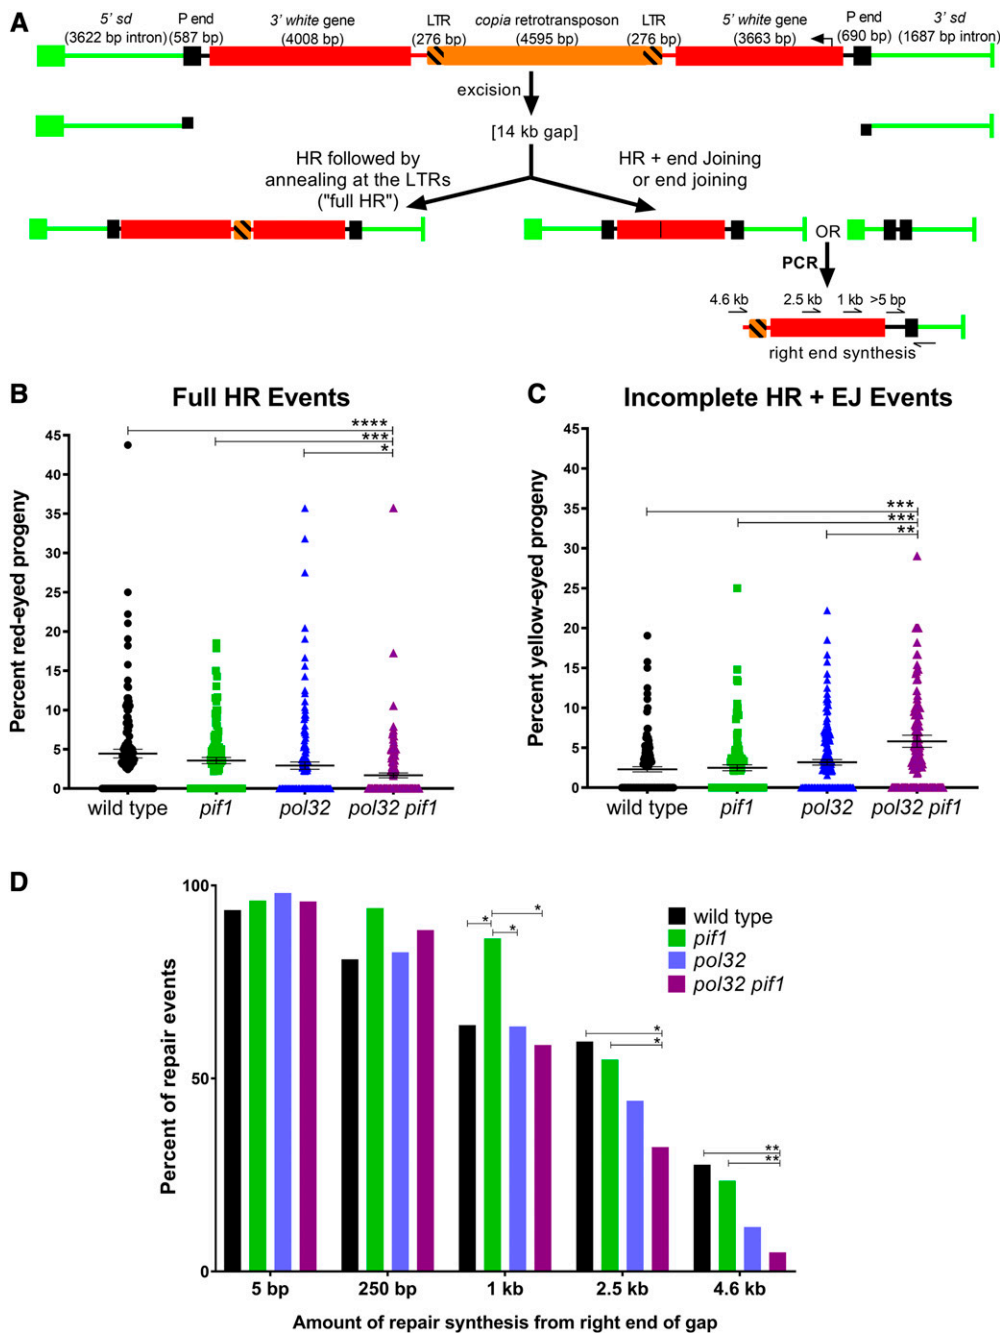 A
5' sd
(3622 bp intron)
P end
(587 bp)
3' white gene
(4008 bp)
LTR
(276 bp)
copia retrotransposon
(4595 bp)
LTR
(276 bp)
5' white gene
(3663 bp)
P end
(690 bp)
3' sd
(1687 bp intron)
excision
[14 kb gap]
HR followed by
annealing at the LTRs
("full HR")
HR + end Joining
or end joining
OR
PCR
4.6 kb
2.5 kb
1 kb
>5 bp
right end synthesis
B
Full HR Events
Percent red-eyed progeny
45
40
35
30
25
20
15
10
5
0
****
***
*
wild type
pif1
pol32
pol32 pif1
C
Incomplete HR + EJ Events
Percent yellow-eyed progeny
45
40
35
30
25
20
15
10
5
0
***
***
**
wild type
pif1
pol32
pol32 pif1
D
Percent of repair events
100
50
0
*
*
*
*
*
**
**
wild type
pif1
pol32
pol32 pif1
5 bp
250 bp
1 kb
2.5 kb
4.6 kb
Amount of repair synthesis from right end of gap